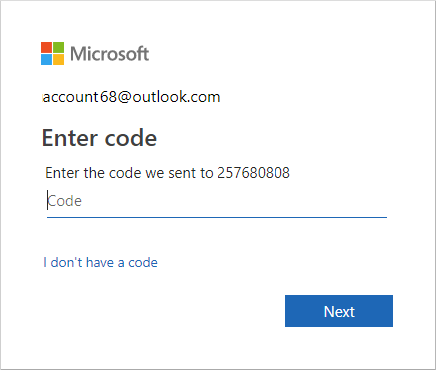 Microsoft
account68@outlook.com
Enter code
Enter the code we sent to 257680808
Code
I don't have a code
Next